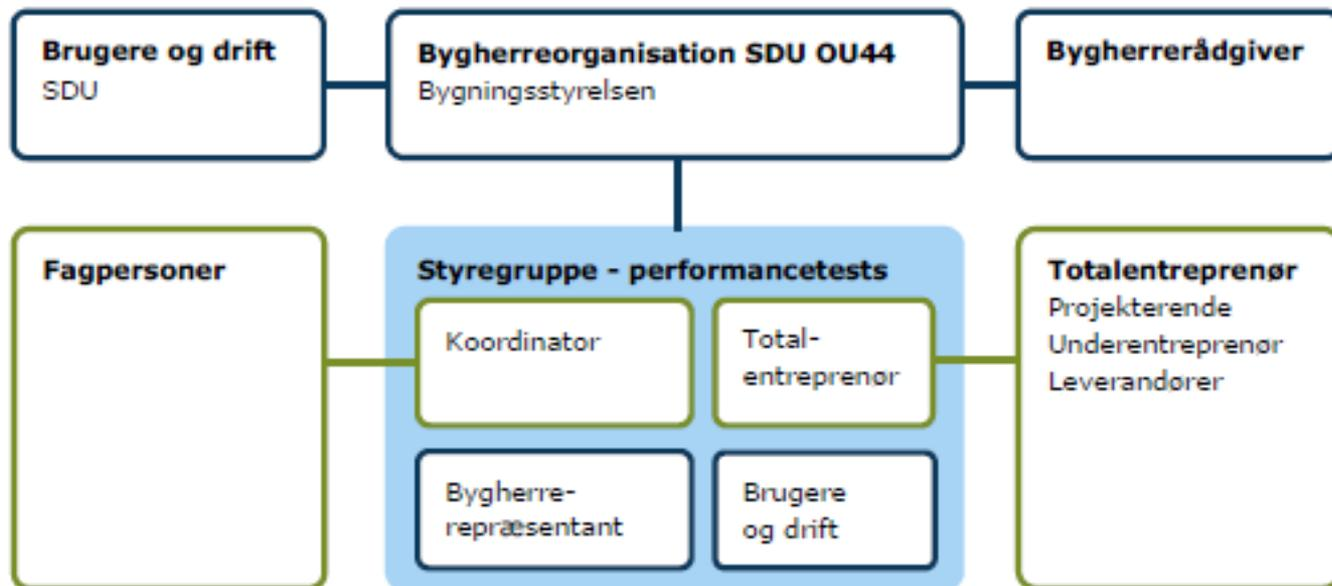 Brugere og drift
SDU
Bygherreorganisation SDU OU44
Bygningsstyrelsen
Bygherrerådgiver
Fagpersoner
Styregruppe - performancetests
Koordinator
Total-
entreprenør
Bygherre-
repræsentant
Brugere
og drift
Totalentreprenør
Projekterende
Underentreprenør
Leverandører